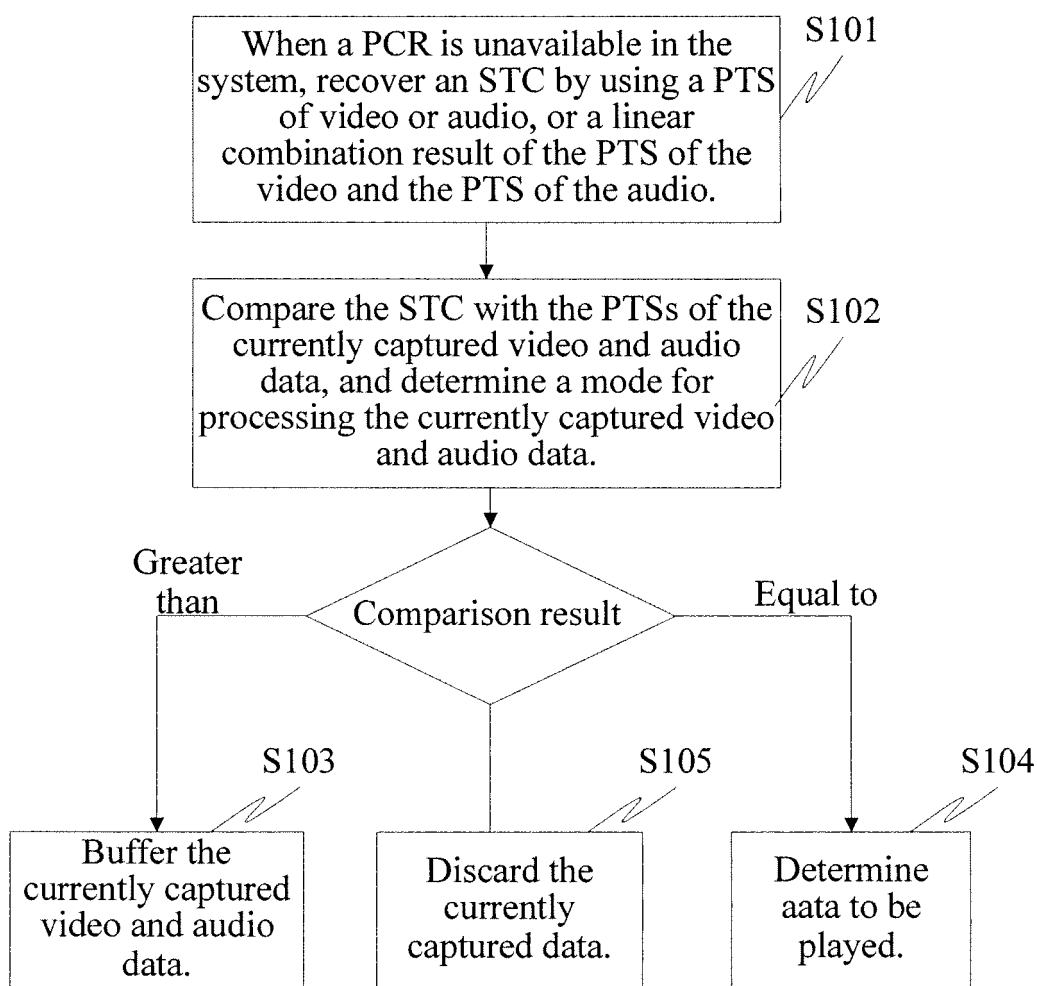 When a PCR is unavailable in the
system, recover an STC by using a PTS
of video or audio, or a linear
combination result of the PTS of the
video and the PTS of the audio.
S101
Compare the STC with the PTSs of the
currently captured video and audio
data, and determine a mode for
processing the currently captured video
and audio data.
S102
Greater
than
Comparison result
Equal to
S103
S105
S104
Buffer the
currently captured
video and audio
data.
Discard the
currently
captured data.
Determine
aata to be
played.